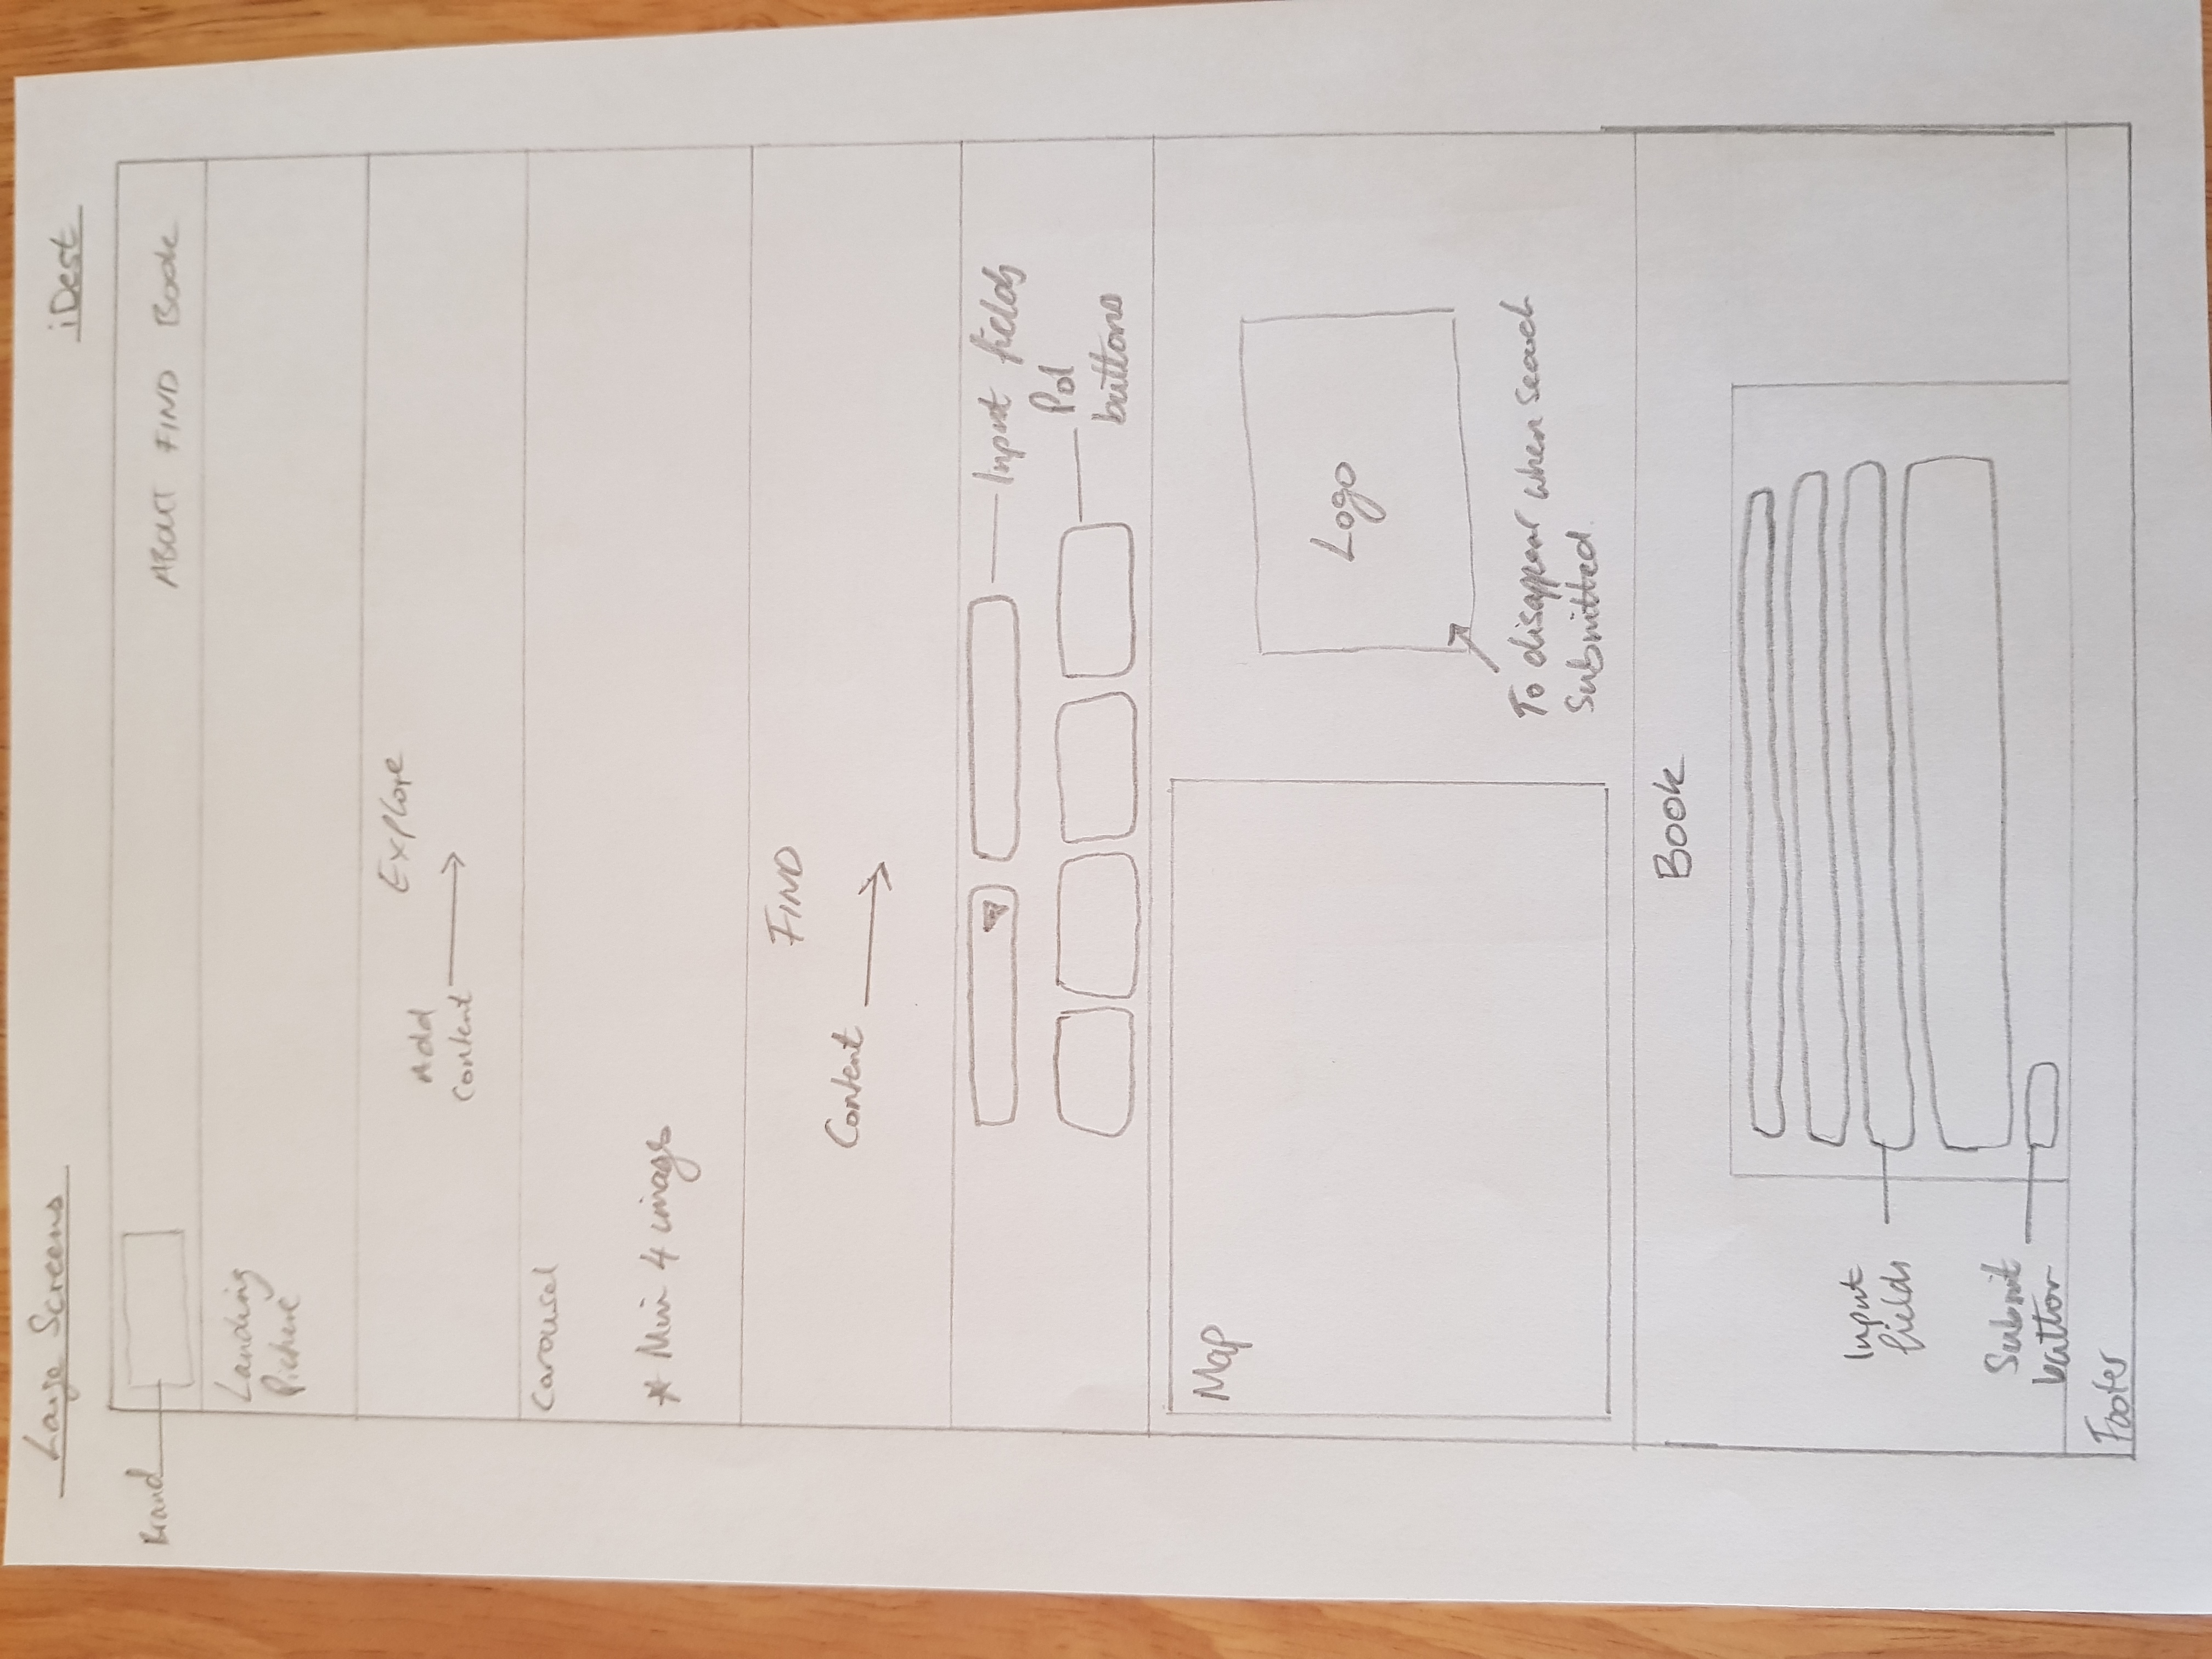 Large Screens
iDest
Brand
ABOUT FIND Book
Landing
Picture
Explore
Add
Content
Carousel
* Min 4 images
FIND
Content
Input fields
PoI
buttons
Map
Logo
To disappear when search
submitted.
Book
Input
fields
Submit
button
Footer